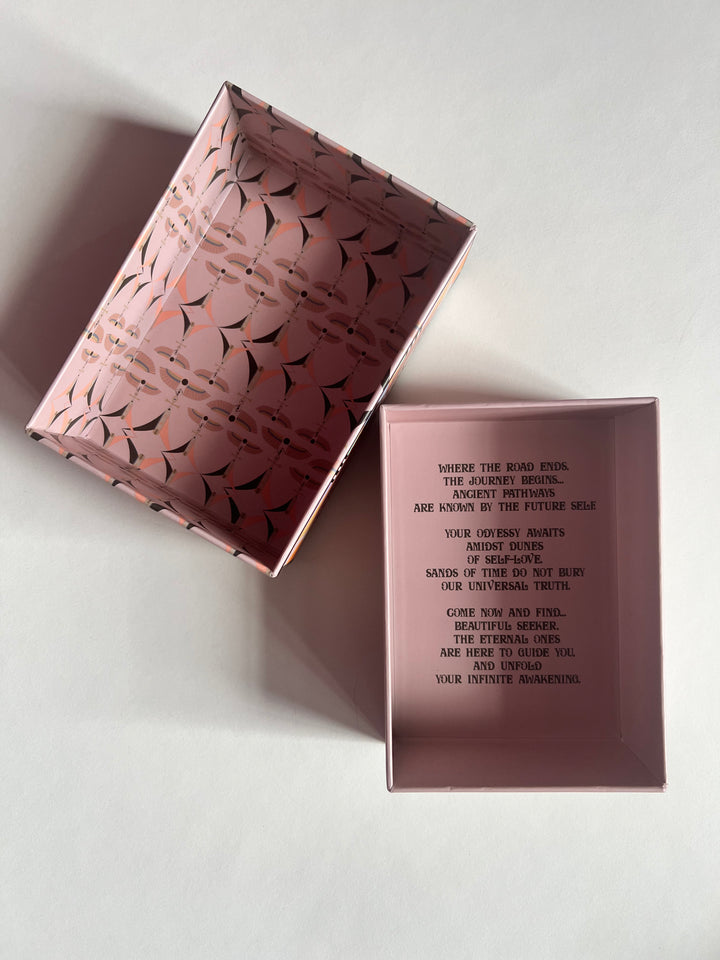 WHERE THE ROAD ENDS,
THE JOURNEY BEGINS...
ANCIENT PATHWAYS
ARE KNOWN BY THE FUTURE SELF
YOUR ODYESSY AWAITS
AMIDST DUNES
OF SELF-LOVE.
SANDS OF TIME DO NOT BURY
OUR UNIVERSAL TRUTH.
COME NOW AND FIND...
BEAUTIFUL SEEKER.
THE ETERNAL ONES
ARE HERE TO GUIDE YOU,
AND UNFOLD
YOUR INFINITE AWAKENING.